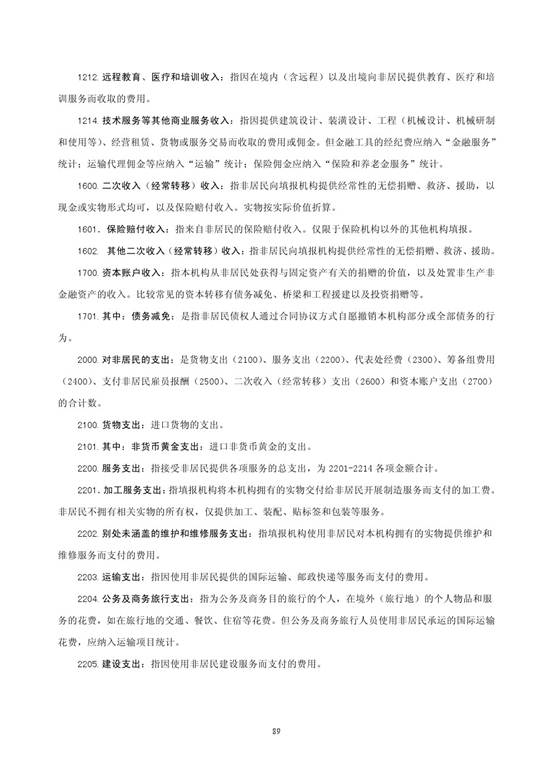 1212. 远程教育、医疗和培训收入：指因在境内（含远程）以及出境向非居民提供教育、医疗和培
训服务而收取的费用。
1214. 技术服务等其他商业服务收入：指因提供建筑设计、装潢设计、工程（机械设计、机械研制
和使用等）、经营租赁、货物或服务交易而收取的费用或佣金。但金融工具的经纪费应纳入“金融服务”
统计；运输代理佣金等应纳入“运输”统计；保险佣金应纳入“保险和养老金服务”统计。
1600. 二次收入（经常转移）收入：指非居民向填报机构提供经常性的无偿捐赠、救济、援助，以
现金或实物形式均可，以及保险赔付收入。实物按实际价值折算。
1601. 保险赔付收入：指来自非居民的保险赔付收入。仅限于保险机构以外的其他机构填报。
1602. 其他二次收入（经常转移）收入：指非居民向填报机构提供经常性的无偿捐赠、救济、援助。
1700. 资本账户收入：指本机构从非居民处获得与固定资产有关的捐赠的价值，以及处置非生产非
金融资产的收入。比较常见的资本转移有债务减免、桥梁和工程援建以及投资捐赠等。
1701. 其中：债务减免：是指非居民债权人通过合同协议方式自愿撤销本机构部分或全部债务的行
为。
2000. 对非居民的支出：是货物支出（2100）、服务支出（2200）、代表处经费（2300）、筹备组费用
（2400）、支付非居民雇员报酬（2500）、二次收入（经常转移）支出（2600）和资本账户支出（2700）
的合计数。
2100. 货物支出：进口货物的支出。
2101. 其中：非货币黄金支出：进口非货币黄金的支出。
2200. 服务支出：指接受非居民提供各项服务的总支出，为 2201-2214 各项金额合计。
2201. 加工服务支出：指填报机构将本机构拥有的实物交付给非居民开展制造服务而支付的加工费。
非居民不拥有相关实物的所有权，仅提供加工、装配、贴标签和包装等服务。
2202. 别处未涵盖的维护和维修服务支出：指填报机构使用非居民对本机构拥有的实物提供维护和
维修服务而支付的费用。
2203. 运输支出：指因使用非居民提供的国际运输、邮政快递等服务而支付的费用。
2204. 公务及商务旅行支出：指为公务及商务目的旅行的个人，在境外（旅行地）的个人物品和服
务的花费，如在旅行地的交通、餐饮、住宿等花费。但公务及商务旅行人员使用非居民承运的国际运输
花费，应纳入运输项目统计。
2205. 建设支出：指因使用非居民建设服务而支付的费用。
89